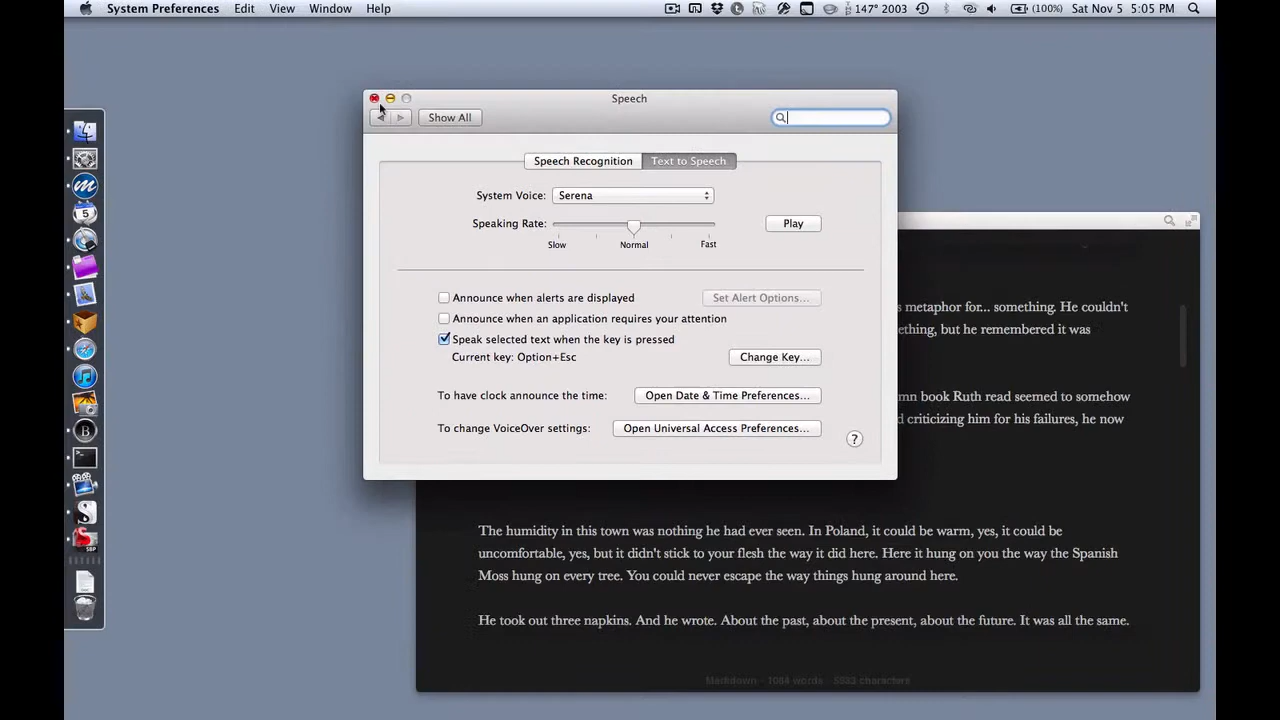 System Preferences Edit View Window Help 147° 2003 (100%) Sat Nov 5 5:05 PM
Speech
Show All
Speech Recognition Text to Speech
System Voice: Serena
Speaking Rate: Play
Slow Normal Fast
Announce when alerts are displayed Set Alert Options...
Announce when an application requires your attention
Speak selected text when the key is pressed
Current key: Option+Esc Change Key...
To have clock announce the time: Open Date & Time Preferences...
To change VoiceOver settings: Open Universal Access Preferences...
?
5
B
S
SBP
s metaphor for... something. He couldn't
ething, but he remembered it was
mn book Ruth read seemed to somehow
d criticizing him for his failures, he now
The humidity in this town was nothing he had ever seen. In Poland, it could be warm, yes, it could be
uncomfortable, yes, but it didn't stick to your flesh the way it did here. Here it hung on you the way the Spanish
Moss hung on every tree. You could never escape the way things hung around here.
He took out three napkins. And he wrote. About the past, about the present, about the future. It was all the same.
Markdown - 1084 words - characters